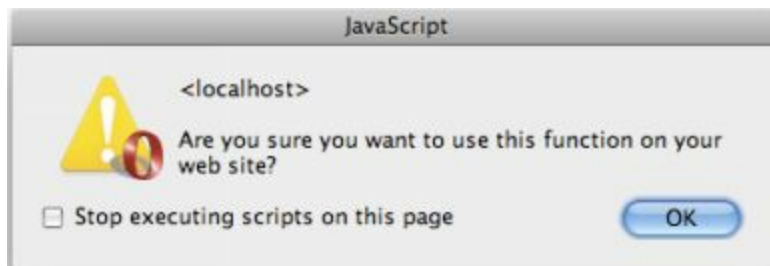 JavaScript
<localhost>
Are you sure you want to use this function on your
web site?
Stop executing scripts on this page
OK